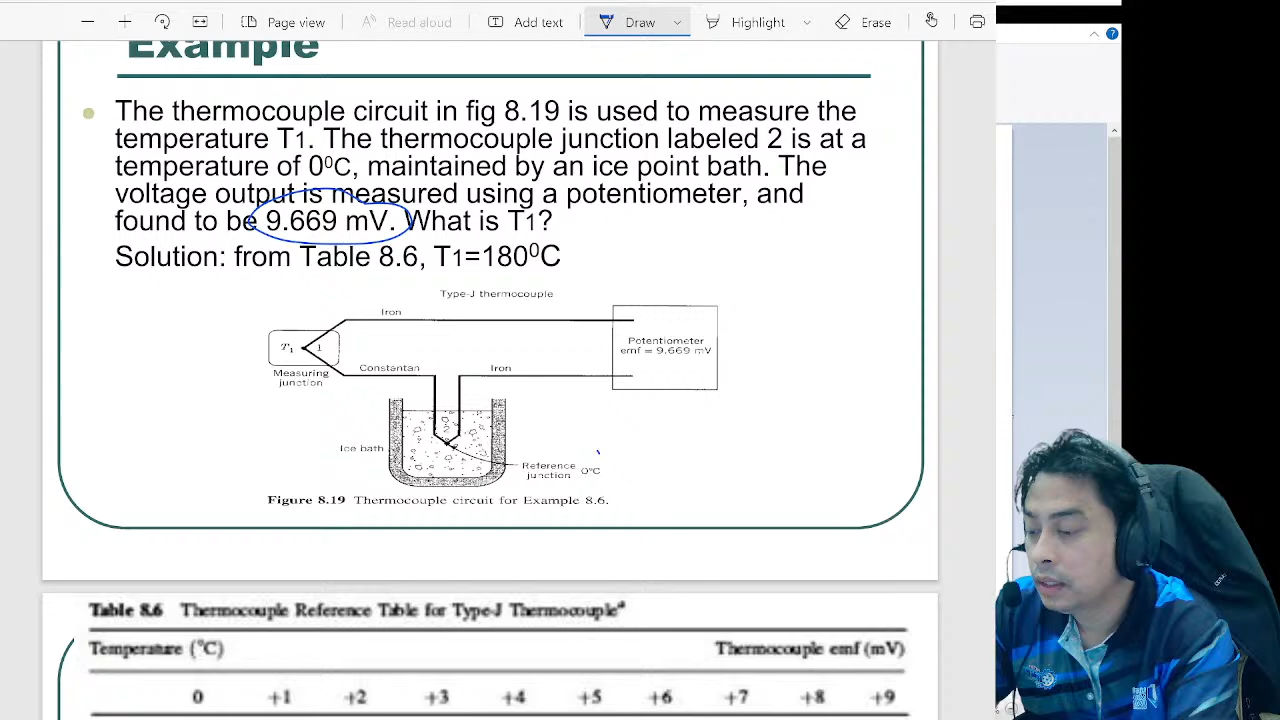 Page view
Read aloud
Add text
Draw
Highlight
Erase
Example
The thermocouple circuit in fig 8.19 is used to measure the
temperature T1. The thermocouple junction labeled 2 is at a
temperature of 0⁰C, maintained by an ice point bath. The
voltage output is measured using a potentiometer, and
found to be 9.669 mV. What is T1?
Solution: from Table 8.6, T1=180⁰C
Type-J thermocouple
Iron
T1
1
Potentiometer
emf = 9.669 mV
Measuring
junction
Constantan
Iron
Ice bath
Reference
junction
0°C
Figure 8.19 Thermocouple circuit for Example 8.6.
Table 8.6 Thermocouple Reference Table for Type-J Thermocoupleᵃ
Temperature (°C) Thermocouple emf (mV)
0 +1 +2 +3 +4 +5 +6 +7 +8 +9